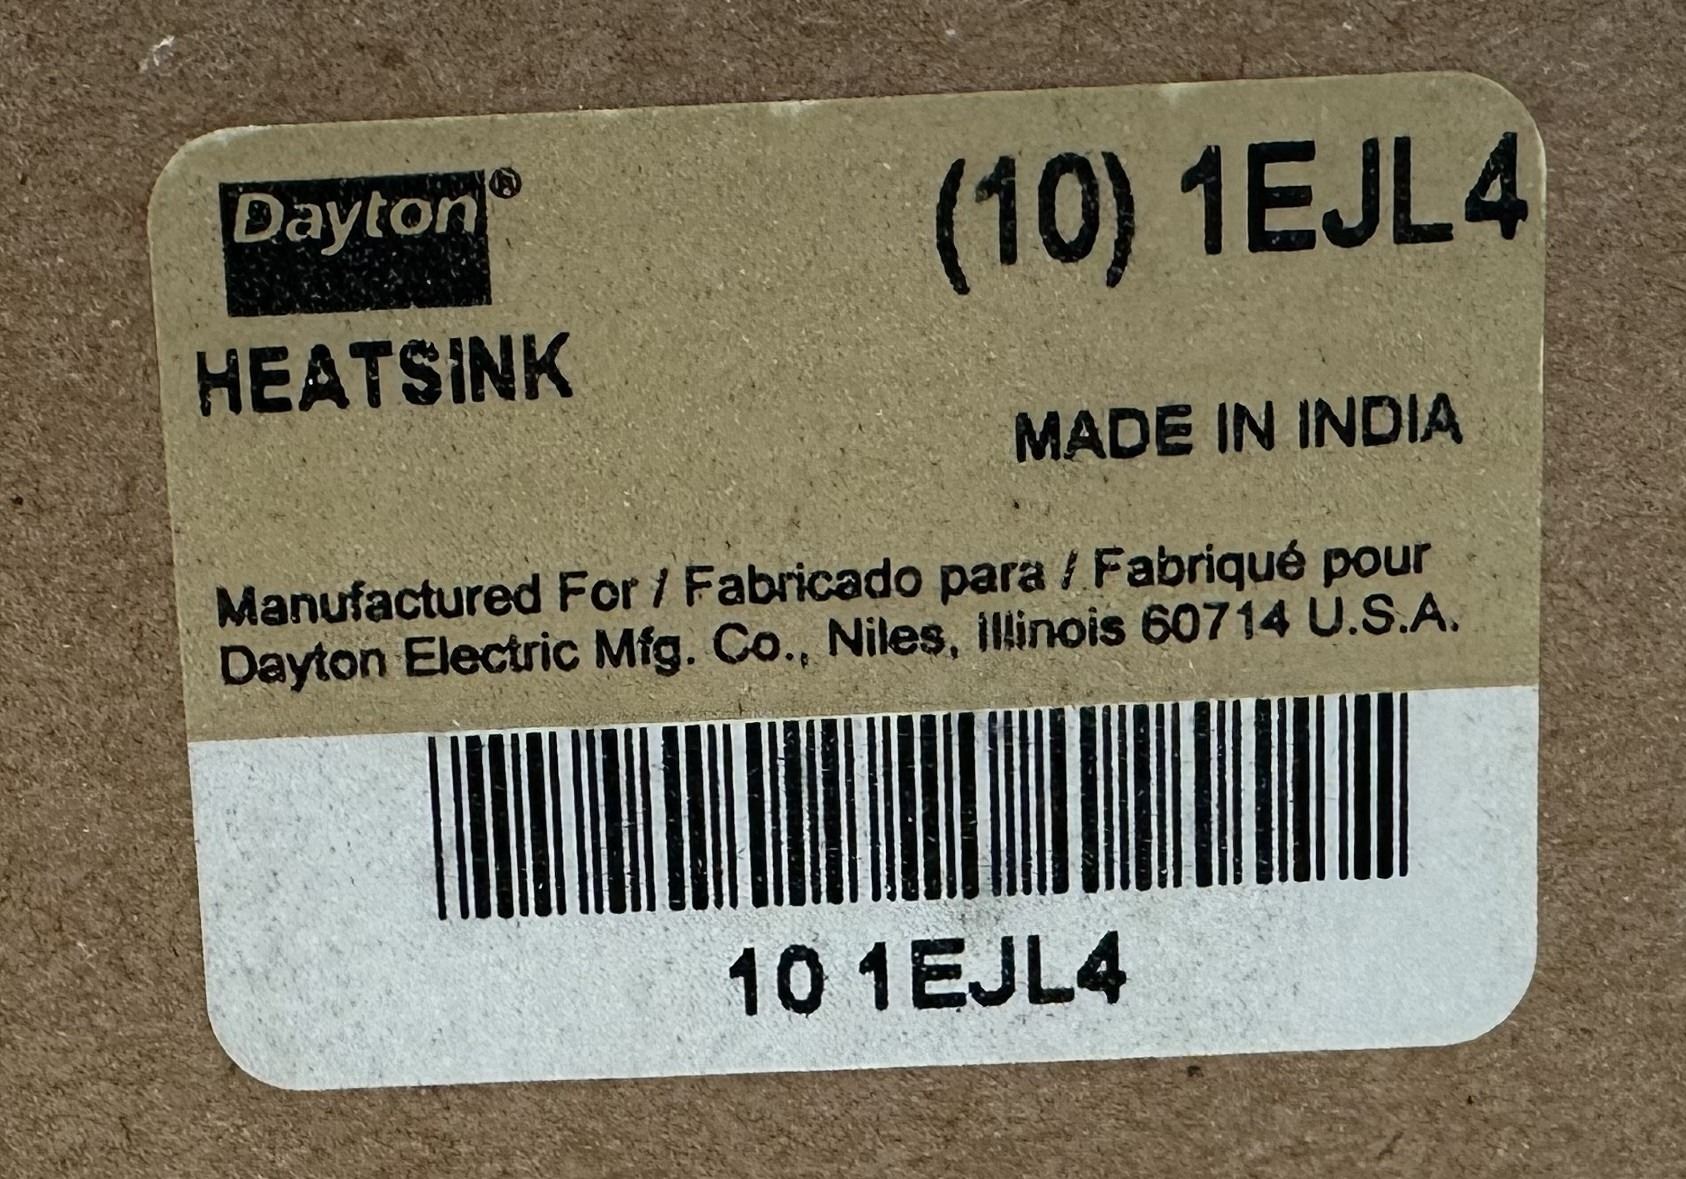 Dayton®
(10) 1EJL4
HEATSINK
MADE IN INDIA
Manufactured For / Fabricado para / Fabriqué pour
Dayton Electric Mfg. Co., Niles, Illinois 60714 U.S.A.
10 1EJL4